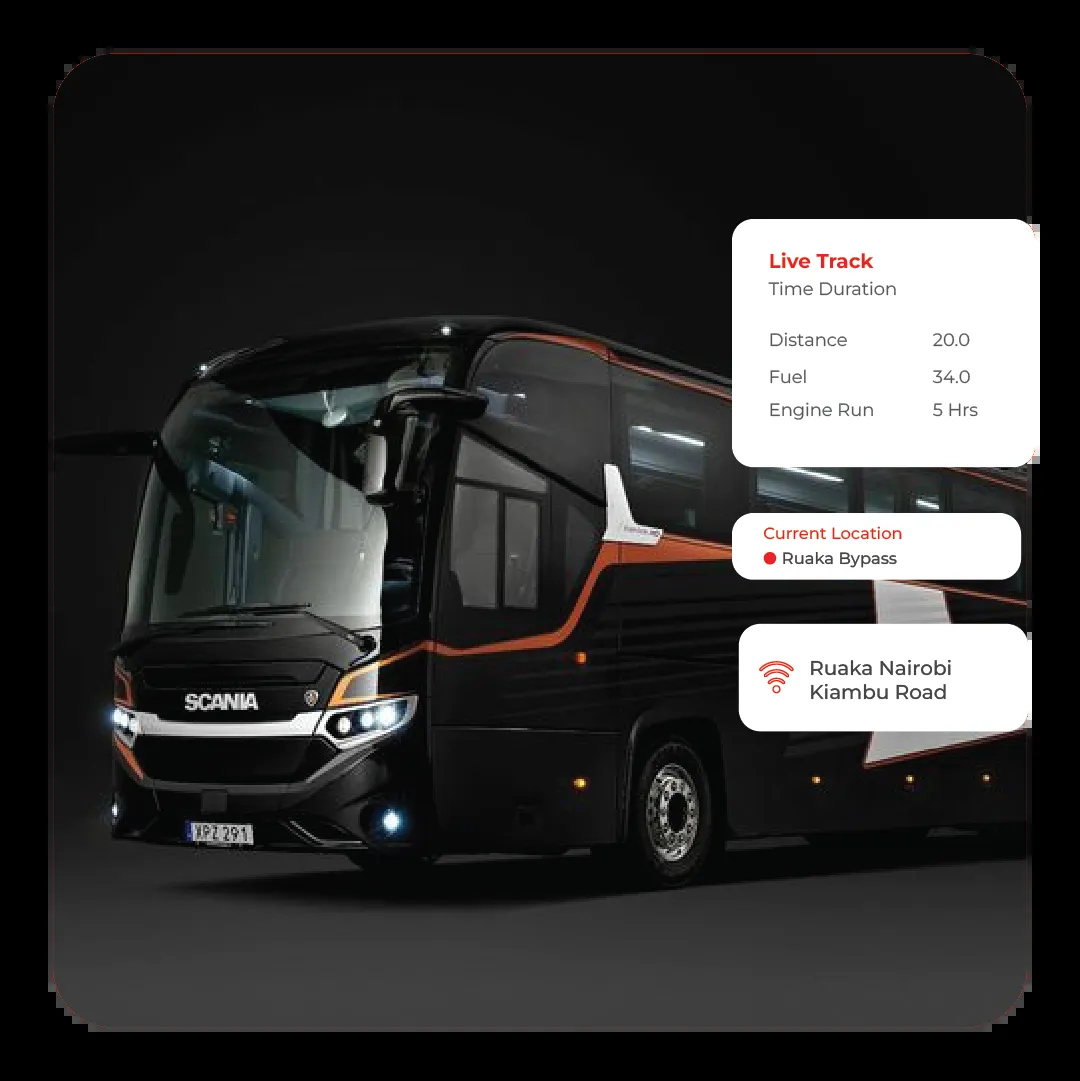 Live Track
Time Duration
Distance 20.0
Fuel 34.0
Engine Run 5 Hrs
Current Location
Ruaka Bypass
Ruaka Nairobi
Kiambu Road
SCANIA
XPZ 291